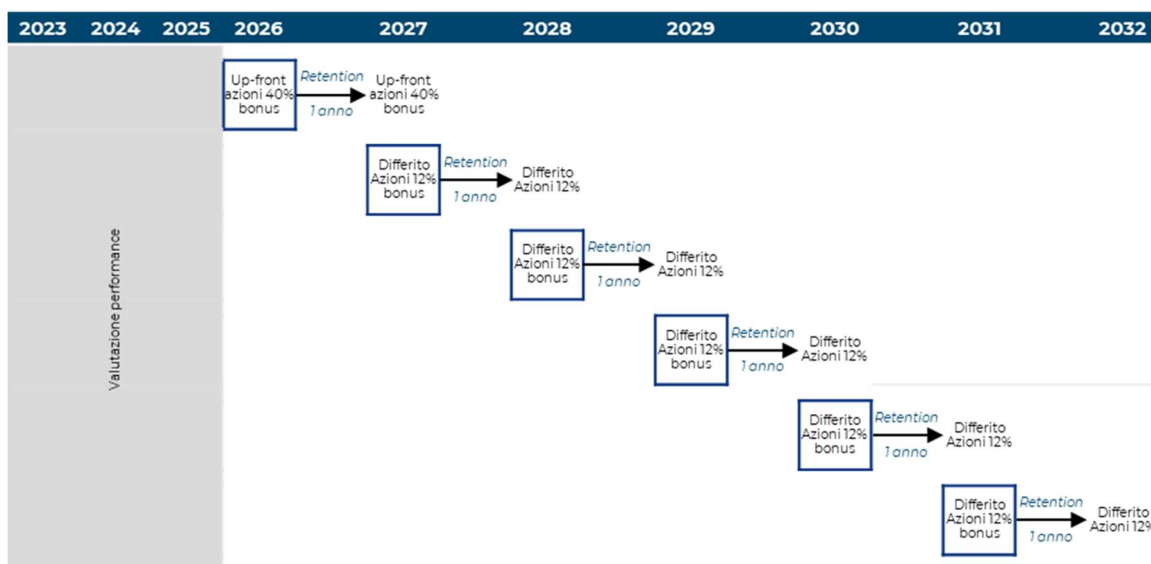 2023 2024 2025 2026 2027 2028 2029 2030 2031 2032
Valutazione performance
Up-front
azioni 40%
bonus
Retention
1 anno
Up-front
azioni 40%
bonus
Differito
Azioni 12%
bonus
Retention
1 anno
Differito
Azioni 12%
Differito
Azioni 12%
bonus
Retention
1 anno
Differito
Azioni 12%
Differito
Azioni 12%
bonus
Retention
1 anno
Differito
Azioni 12%
Differito
Azioni 12%
bonus
Retention
1 anno
Differito
Azioni 12%
Differito
Azioni 12%
bonus
Retention
1 anno
Differito
Azioni 12%